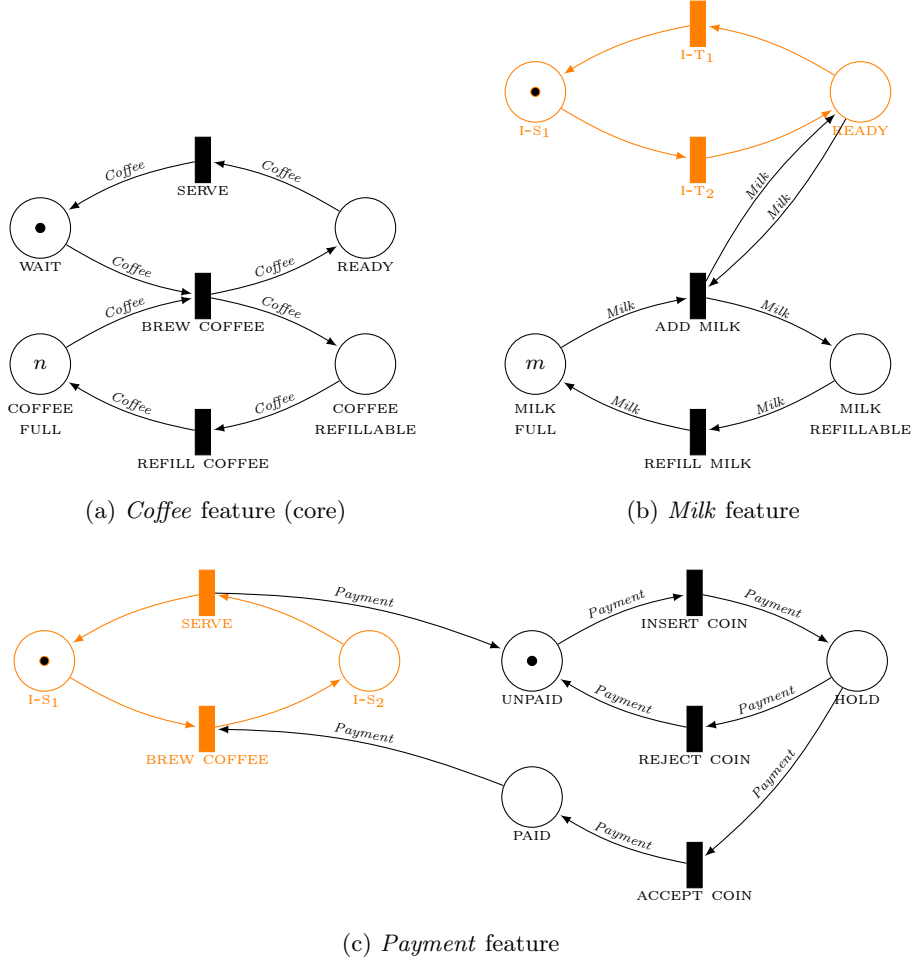 I-T₁
I-S₁
READY
I-T₂
Milk
Milk
Coffee
Coffee
SERVE
WAIT
READY
Coffee
Coffee
Coffee
Coffee
BREW COFFEE
n
COFFEE
FULL
COFFEE
REFILLABLE
Coffee
Coffee
REFILL COFFEE
Milk
Milk
ADD MILK
m
MILK
FULL
MILK
REFILLABLE
Milk
Milk
REFILL MILK
(a) Coffee feature (core)
(b) Milk feature
SERVE
Payment
I-S₁
I-S₂
BREW COFFEE
Payment
Payment
Payment
INSERT COIN
UNPAID
HOLD
Payment
Payment
REJECT COIN
Payment
PAID
Payment
ACCEPT COIN
(c) Payment feature